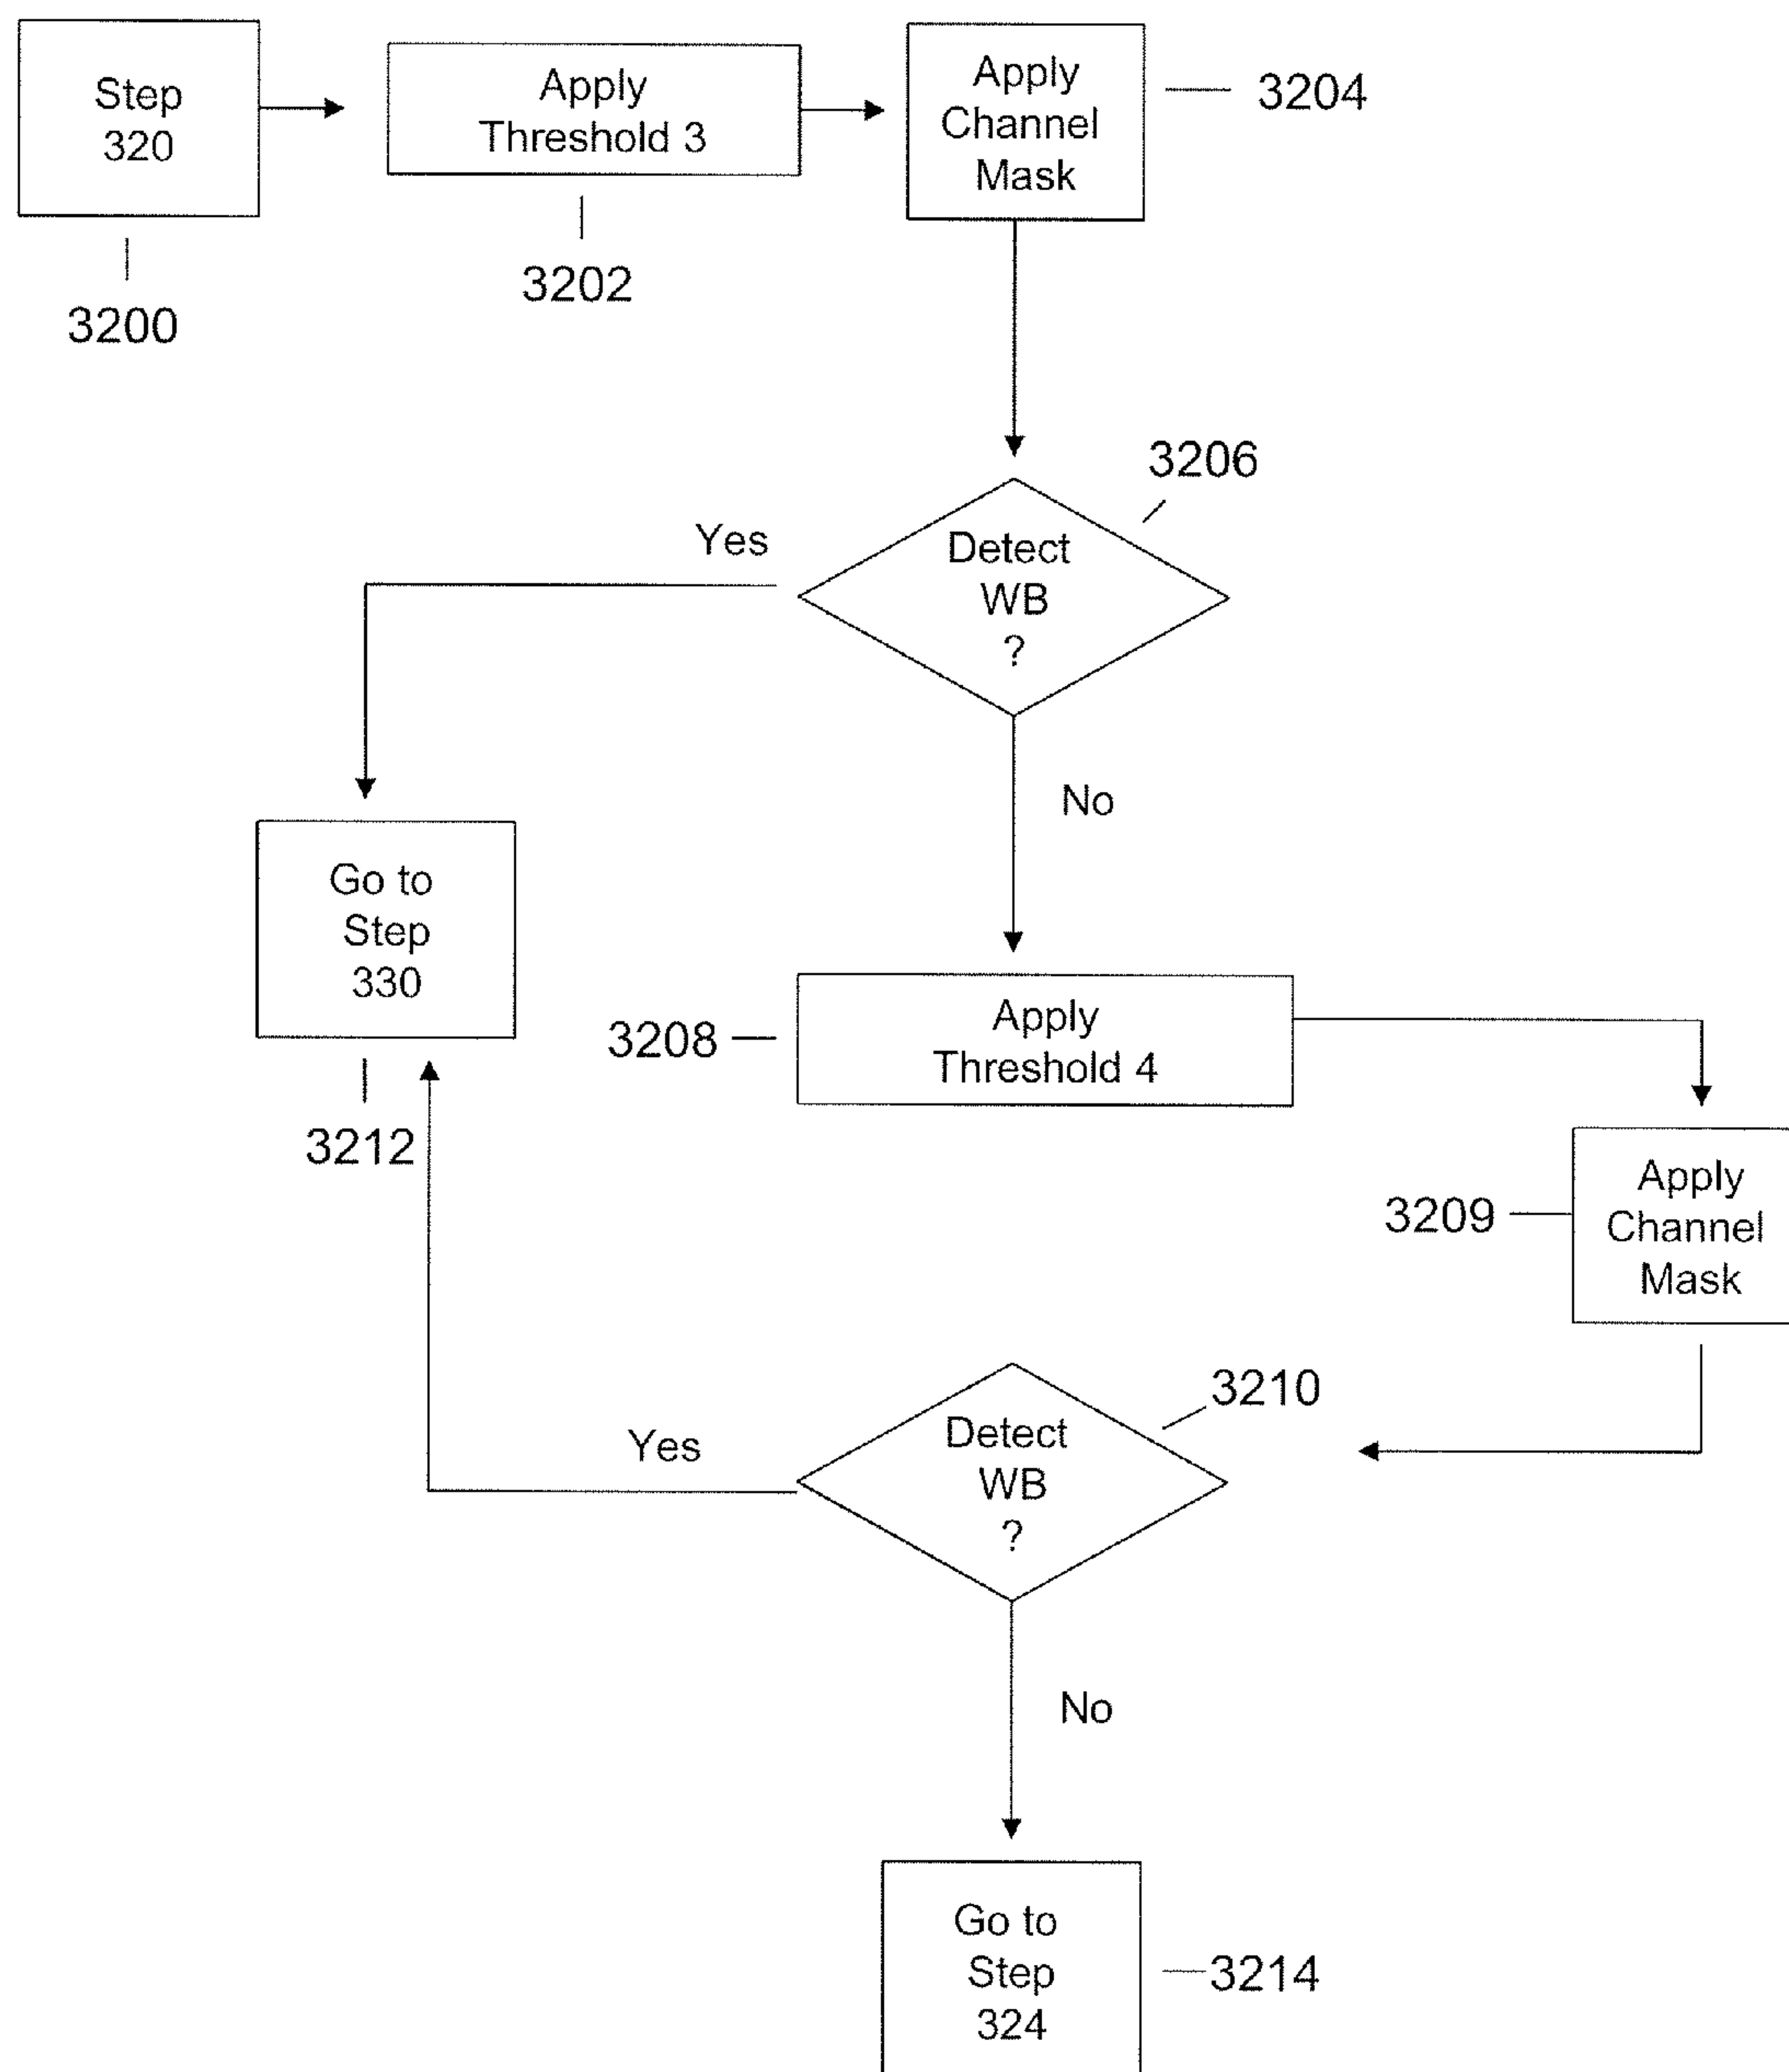 Step
320
3200
Apply
Threshold 3
3202
Apply
Channel
Mask
3204
3206
Detect
WB
?
Yes
No
Go to
Step
330
3212
3208
Apply
Threshold 4
Apply
Channel
Mask
3209
3210
Detect
WB
?
Yes
No
Go to
Step
324
3214